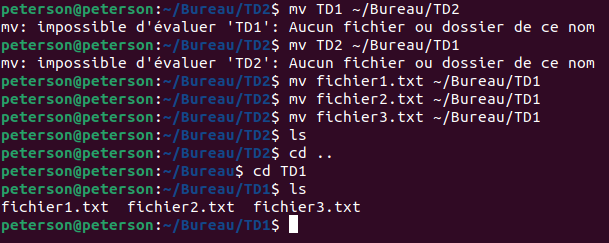 peterson@peterson:~/Bureau/TD2$ mv TD1 ~/Bureau/TD2
mv: impossible d'évaluer 'TD1': Aucun fichier ou dossier de ce nom
peterson@peterson:~/Bureau/TD2$ mv TD2 ~/Bureau/TD1
mv: impossible d'évaluer 'TD2': Aucun fichier ou dossier de ce nom
peterson@peterson:~/Bureau/TD2$ mv fichier1.txt ~/Bureau/TD1
peterson@peterson:~/Bureau/TD2$ mv fichier2.txt ~/Bureau/TD1
peterson@peterson:~/Bureau/TD2$ mv fichier3.txt ~/Bureau/TD1
peterson@peterson:~/Bureau/TD2$ ls
peterson@peterson:~/Bureau/TD2$ cd ..
peterson@peterson:~/Bureau$ cd TD1
peterson@peterson:~/Bureau/TD1$ ls
fichier1.txt  fichier2.txt  fichier3.txt
peterson@peterson:~/Bureau/TD1$